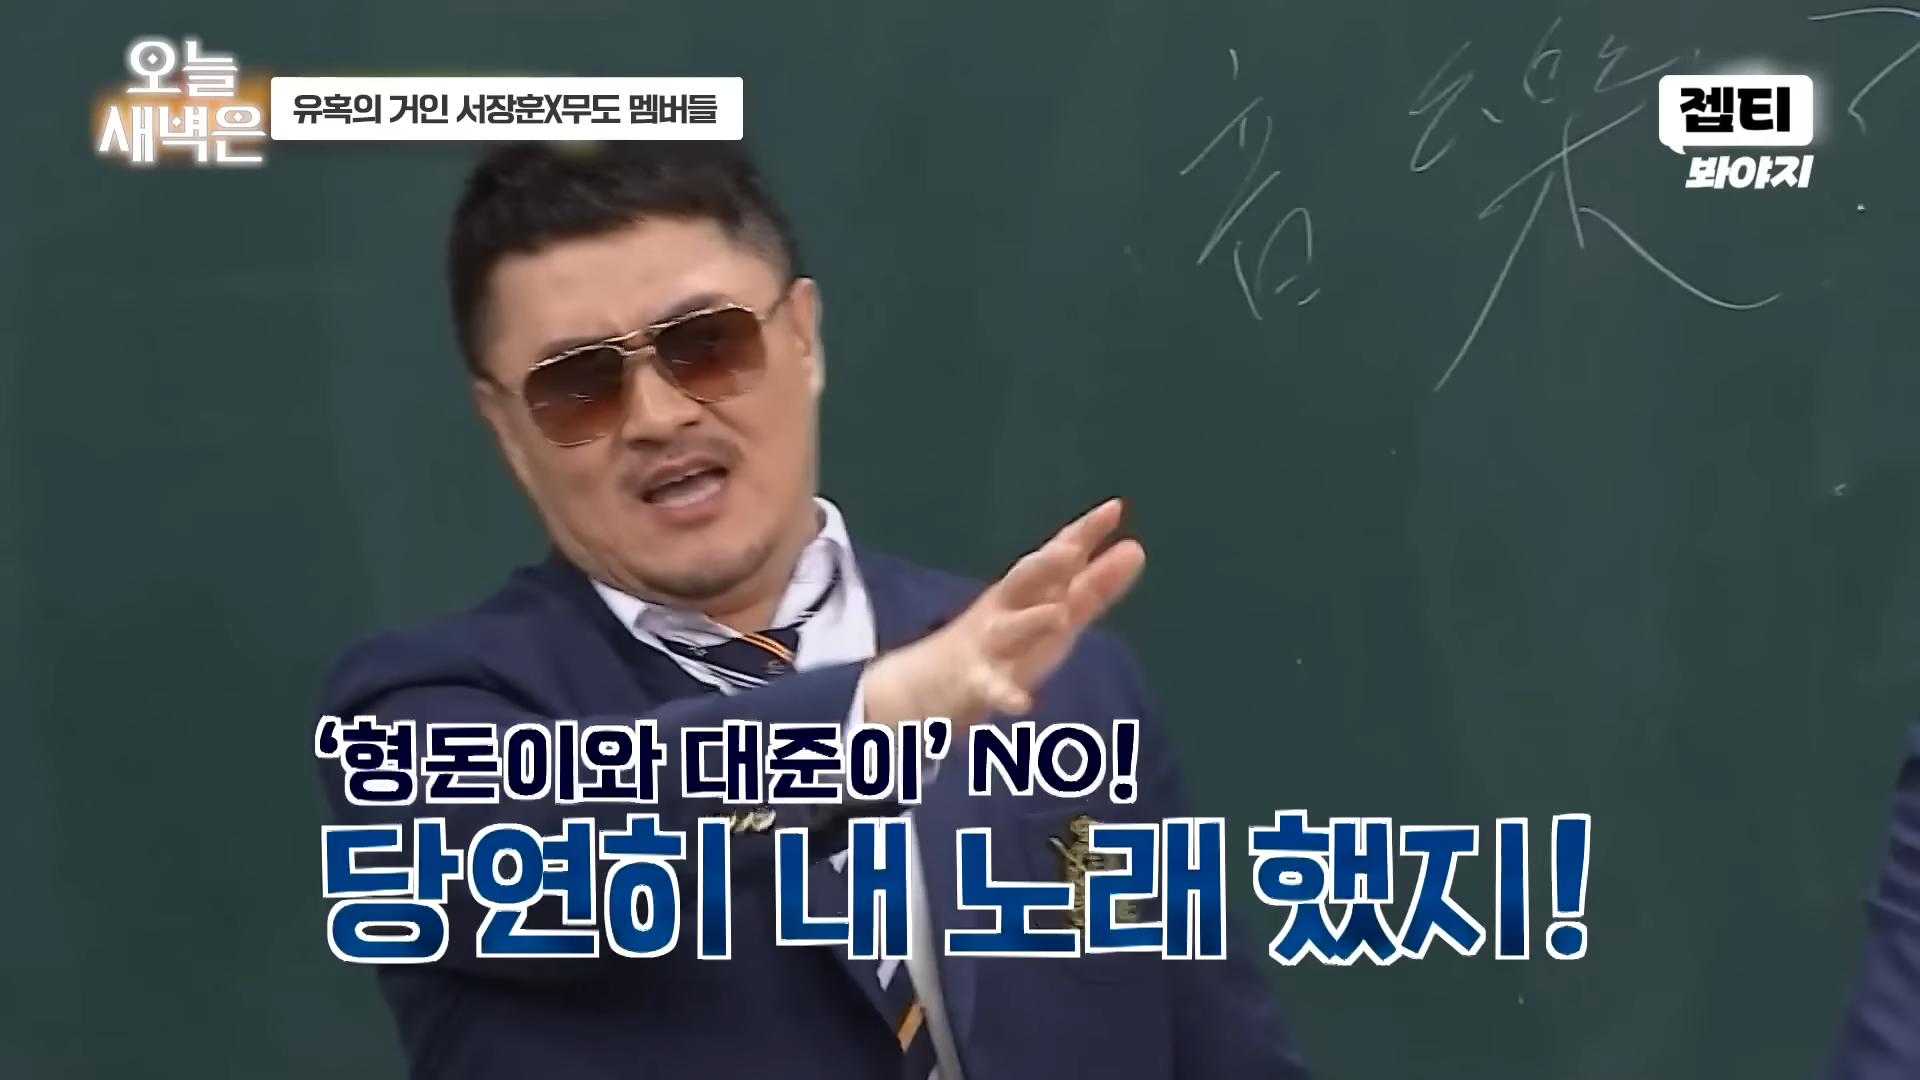 오늘
새벽은
유혹의 거인 서장훈X무도 멤버들
젭티
봐야지
音樂?
‘형돈이와 대준이’ NO!
당연히 내 노래 했지!